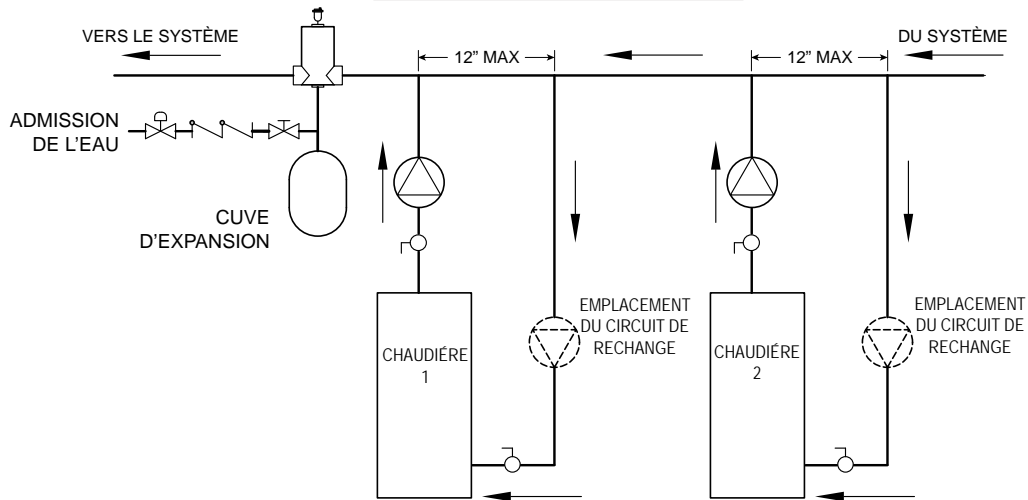 VERS LE SYSTÈME
12” MAX
12” MAX
DU SYSTÈME
ADMISSION
DE L’EAU
CUVE
D’EXPANSION
CHAUDIÉRE
1
EMPLACEMENT
DU CIRCUIT DE
RECHANGE
CHAUDIÉRE
2
EMPLACEMENT
DU CIRCUIT DE
RECHANGE